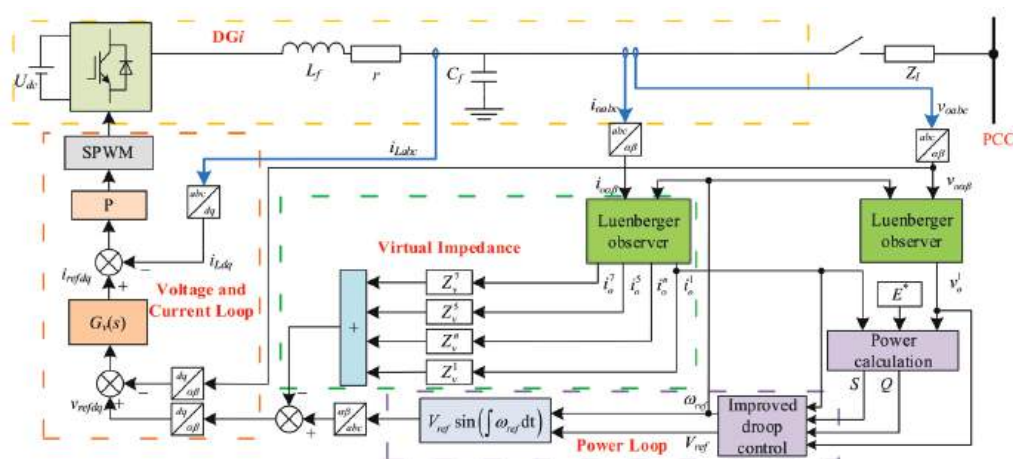 DGi
U_dc
L_f
r
C_f
Z_l
PCC
i_oabc
v_oabc
abc
αβ
abc
αβ
i_Labc
SPWM
P
abc
dq
i_oαβ
v_oαβ
Luenberger
observer
Luenberger
observer
Virtual Impedance
i_refdq
i_Ldq
+
−
Voltage and
Current Loop
G_v(s)
+
Z_v^7
Z_v^5
Z_v^n
Z_v^1
i_o^7
i_o^5
i_o^n
i_o^1
E*
v_o^1
Power
calculation
S
Q
v_refdq
−
+
dq
αβ
dq
αβ
−
+
αβ
abc
V_ref sin(∫ω_ref dt)
ω_ref
V_ref
Improved
droop
control
Power Loop